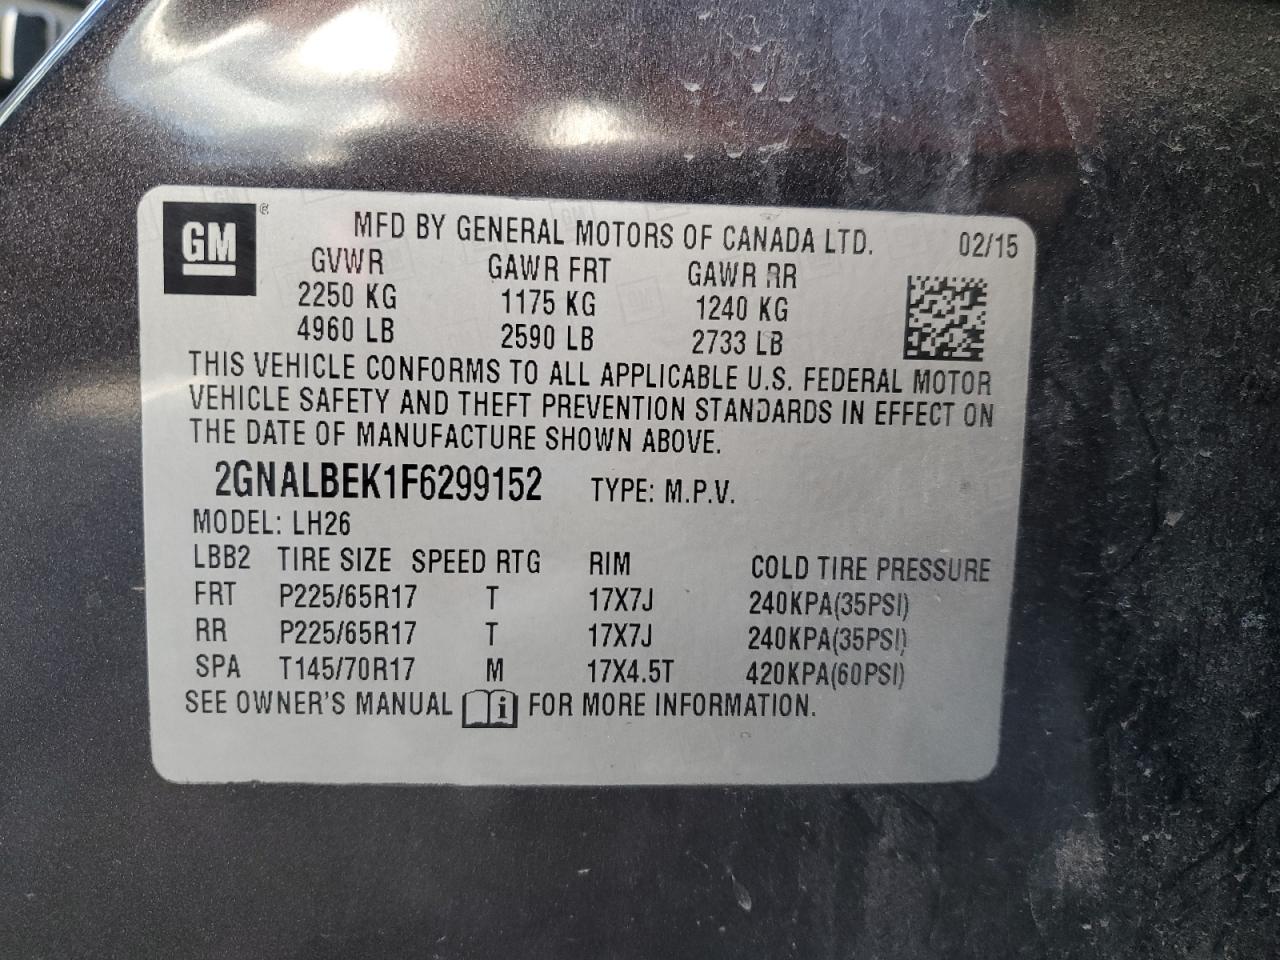 GM ®
MFD BY GENERAL MOTORS OF CANADA LTD. 02/15
GVWR GAWR FRT GAWR RR
2250 KG 1175 KG 1240 KG
4960 LB 2590 LB 2733 LB
THIS VEHICLE CONFORMS TO ALL APPLICABLE U.S. FEDERAL MOTOR
VEHICLE SAFETY AND THEFT PREVENTION STANDARDS IN EFFECT ON
THE DATE OF MANUFACTURE SHOWN ABOVE.
2GNALBEK1F6299152 TYPE: M.P.V.
MODEL: LH26
LBB2 TIRE SIZE SPEED RTG RIM COLD TIRE PRESSURE
FRT P225/65R17 T 17X7J 240KPA(35PSI)
RR P225/65R17 T 17X7J 240KPA(35PSI)
SPA T145/70R17 M 17X4.5T 420KPA(60PSI)
SEE OWNER'S MANUAL i FOR MORE INFORMATION.